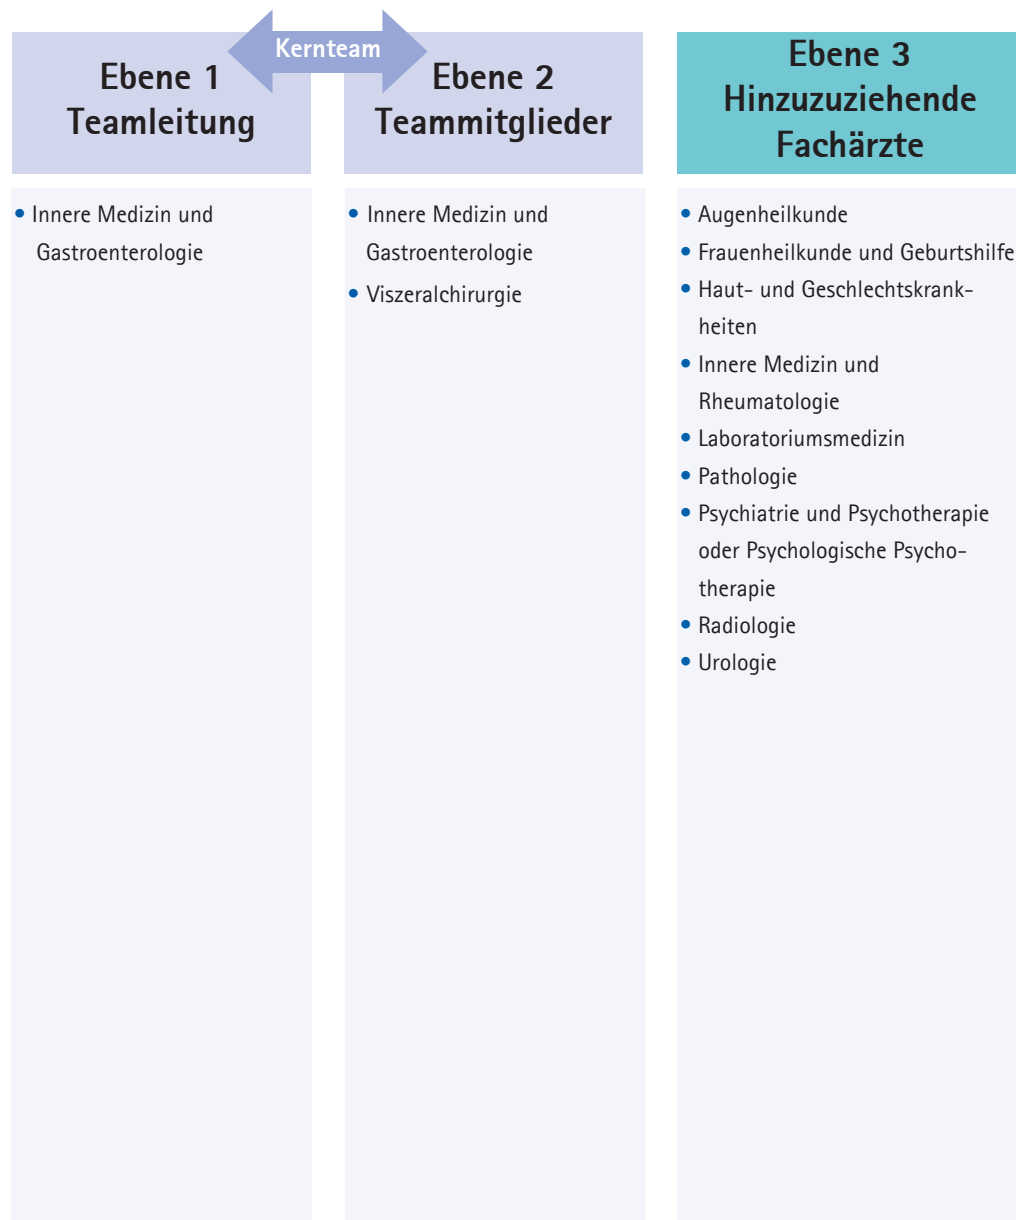 Kernteam
Ebene 1
Teamleitung
• Innere Medizin und
Gastroenterologie
Ebene 2
Teammitglieder
• Innere Medizin und
Gastroenterologie
• Viszeralchirurgie
Ebene 3
Hinzuzuziehende
Fachärzte
• Augenheilkunde
• Frauenheilkunde und Geburtshilfe
• Haut- und Geschlechtskrank-
heiten
• Innere Medizin und
Rheumatologie
• Laboratoriumsmedizin
• Pathologie
• Psychiatrie und Psychotherapie
oder Psychologische Psycho-
therapie
• Radiologie
• Urologie